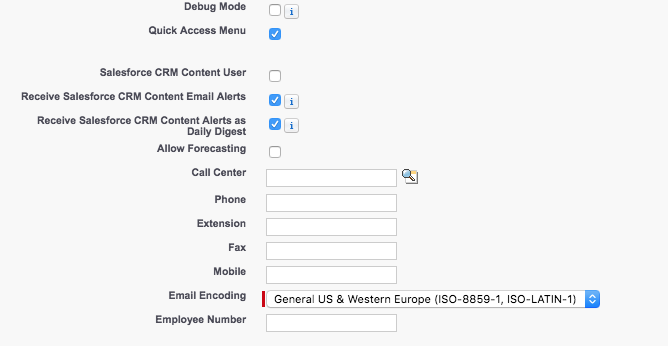 Debug Mode i
Quick Access Menu
Salesforce CRM Content User
Receive Salesforce CRM Content Email Alerts i
Receive Salesforce CRM Content Alerts as i
Daily Digest
Allow Forecasting
Call Center
Phone
Extension
Fax
Mobile
Email Encoding General US & Western Europe (ISO-8859-1, ISO-LATIN-1)
Employee Number